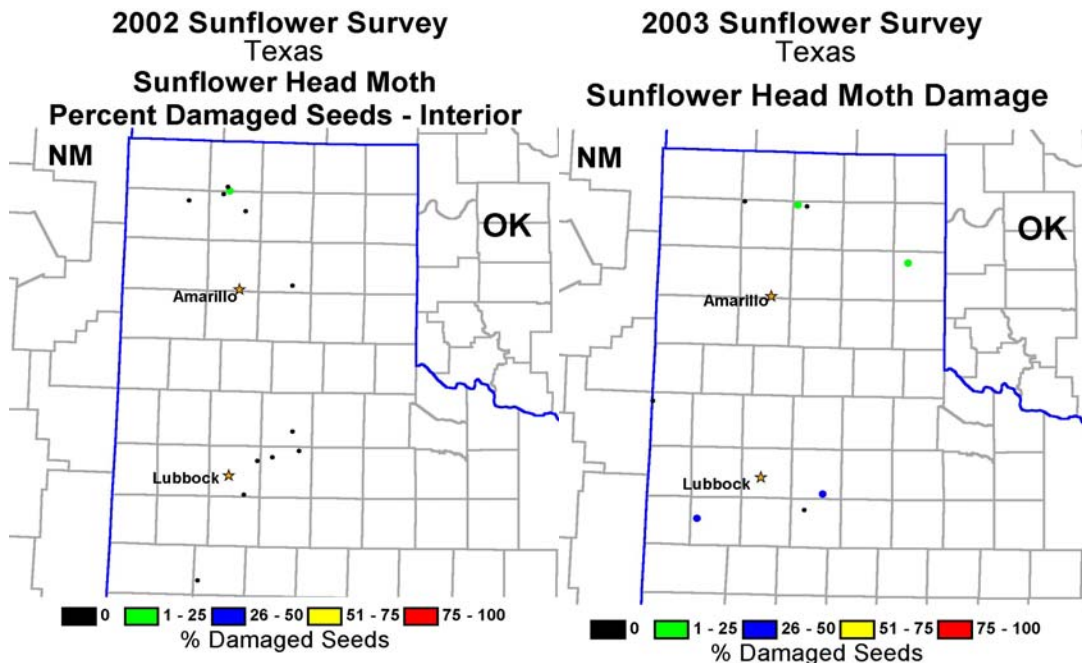 2002 Sunflower Survey
Texas
Sunflower Head Moth
Percent Damaged Seeds - Interior
NM
OK
Amarillo
Lubbock
0 1 - 25 26 - 50 51 - 75 75 - 100
% Damaged Seeds
2003 Sunflower Survey
Texas
Sunflower Head Moth Damage
NM
OK
Amarillo
Lubbock
0 1 - 25 26 - 50 51 - 75 75 - 100
% Damaged Seeds